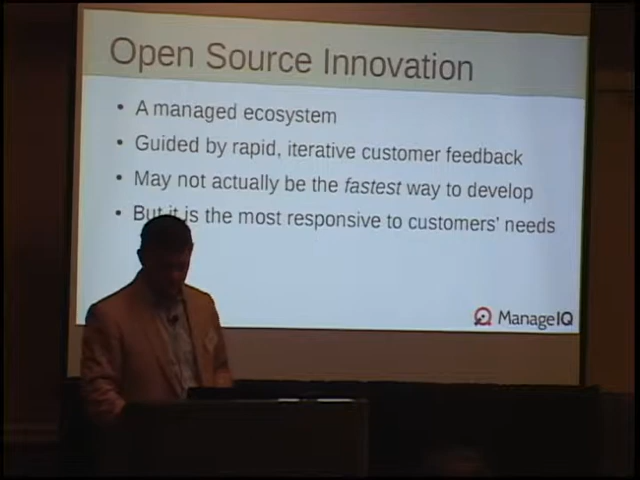 Open Source Innovation
• A managed ecosystem
• Guided by rapid, iterative customer feedback
• May not actually be the fastest way to develop
• But it is the most responsive to customers' needs
ManageIQ